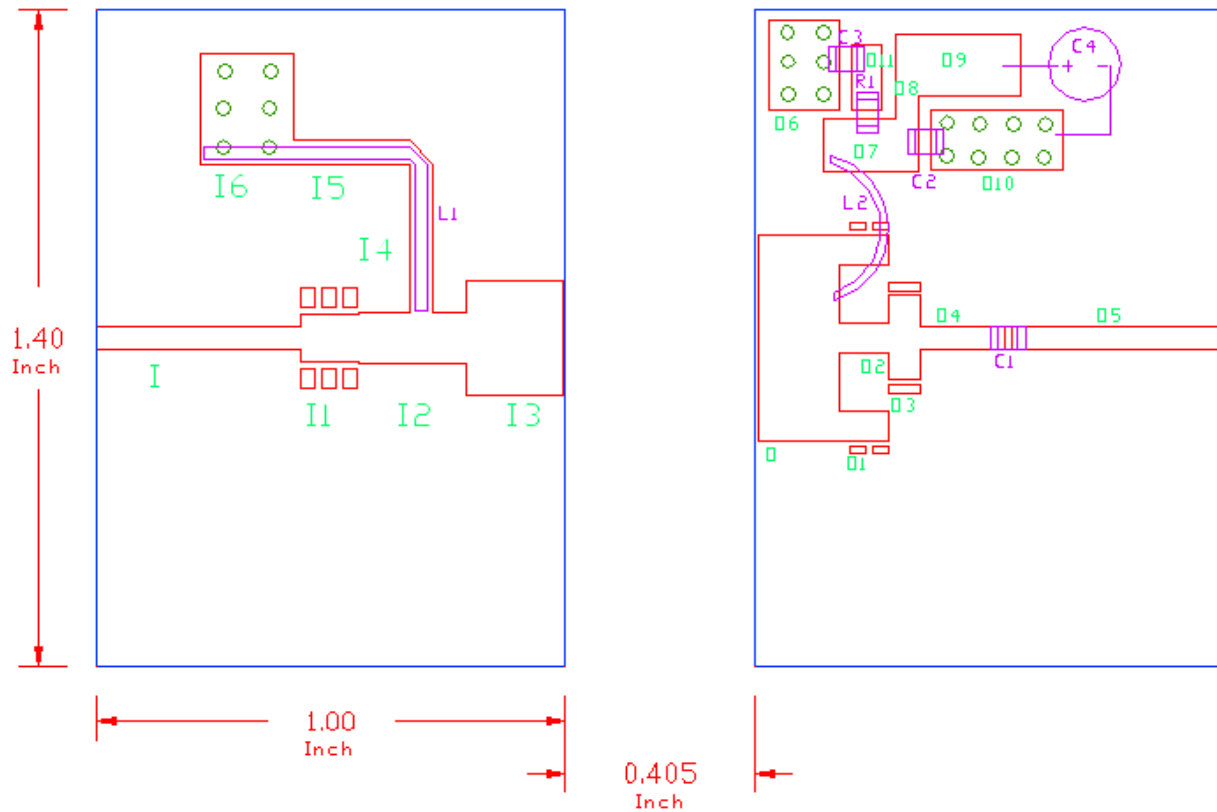 C3
C4
O11
O9
R1
O8
O6
O7
I6
I5
C2
O10
L1
L2
I4
1.40
Inch
O4
O5
I
C1
O2
I1
I2
I3
O3
O
O1
1.00
Inch
0.405
Inch